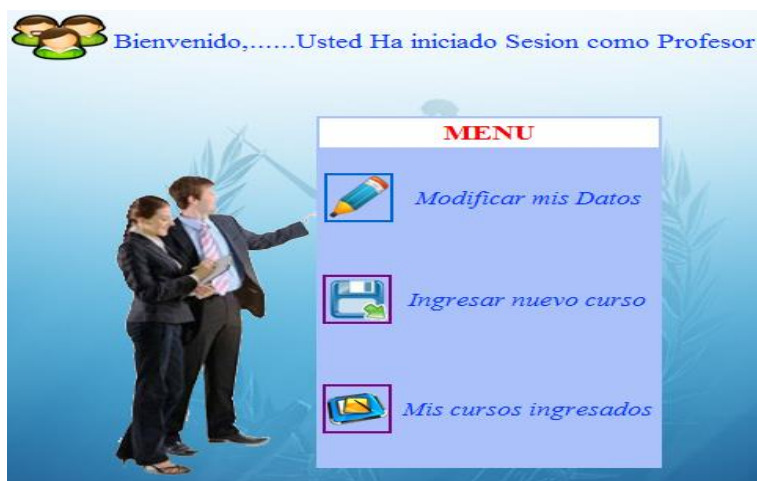 Bienvenido,......Usted Ha iniciado Sesion como Profesor
MENU
Modificar mis Datos
Ingresar nuevo curso
Mis cursos ingresados